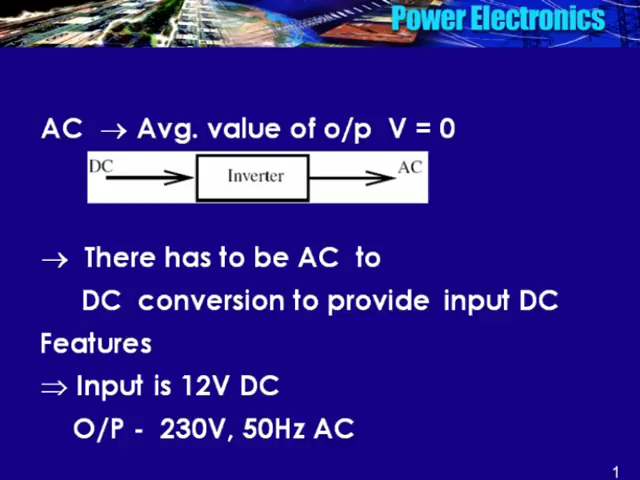 Power Electronics
AC → Avg. value of o/p V = 0
DC Inverter AC
→ There has to be AC to
DC conversion to provide input DC
Features
⇒ Input is 12V DC
O/P - 230V, 50Hz AC
1